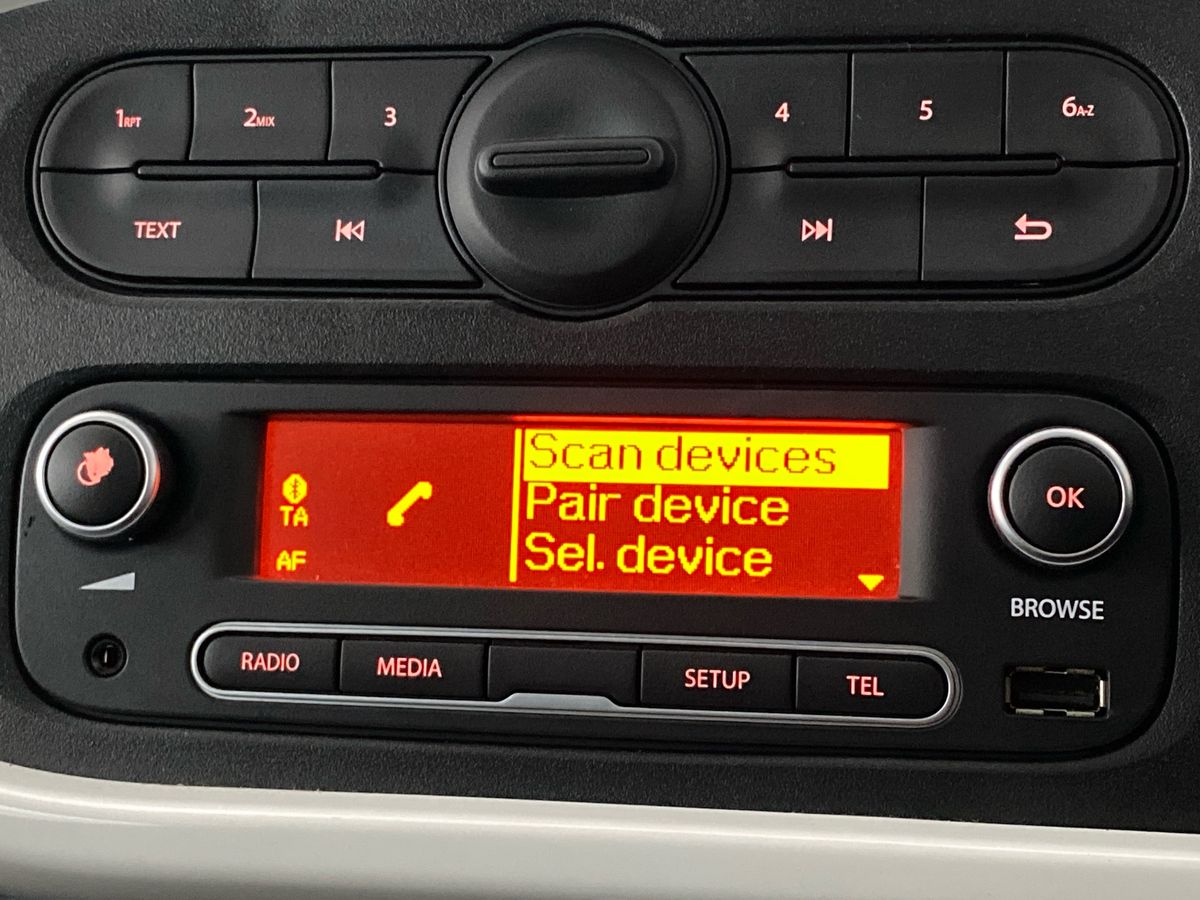 1RPT 2MIX 3 4 5 6A-Z
TEXT
Scan devices
Pair device
Sel. device
TA
AF
OK
BROWSE
RADIO MEDIA SETUP TEL